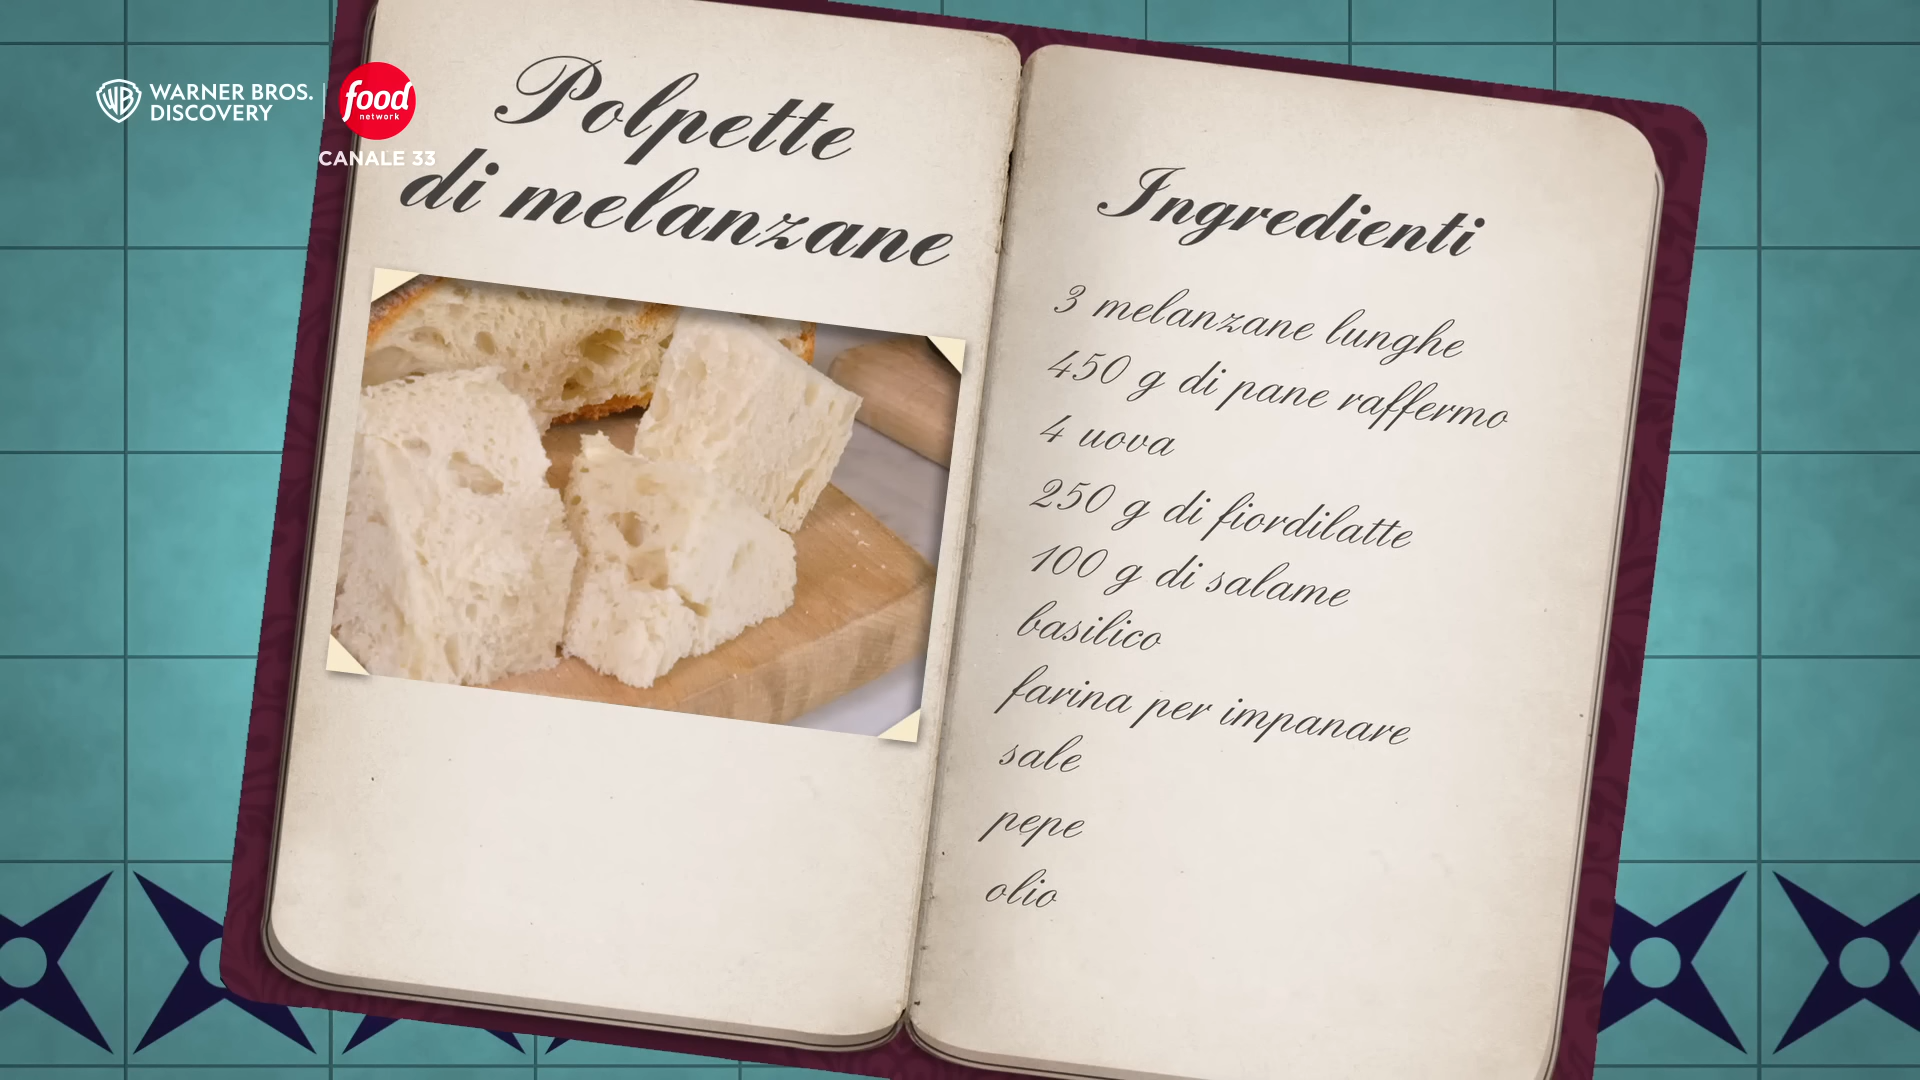 WARNER BROS.
DISCOVERY
food
network
CANALE 33
Polpette
di melanzane
Ingredienti
3 melanzane lunghe
450 g di pane raffermo
4 uova
250 g di fiordilatte
100 g di salame
basilico
farina per impanare
sale
pepe
olio